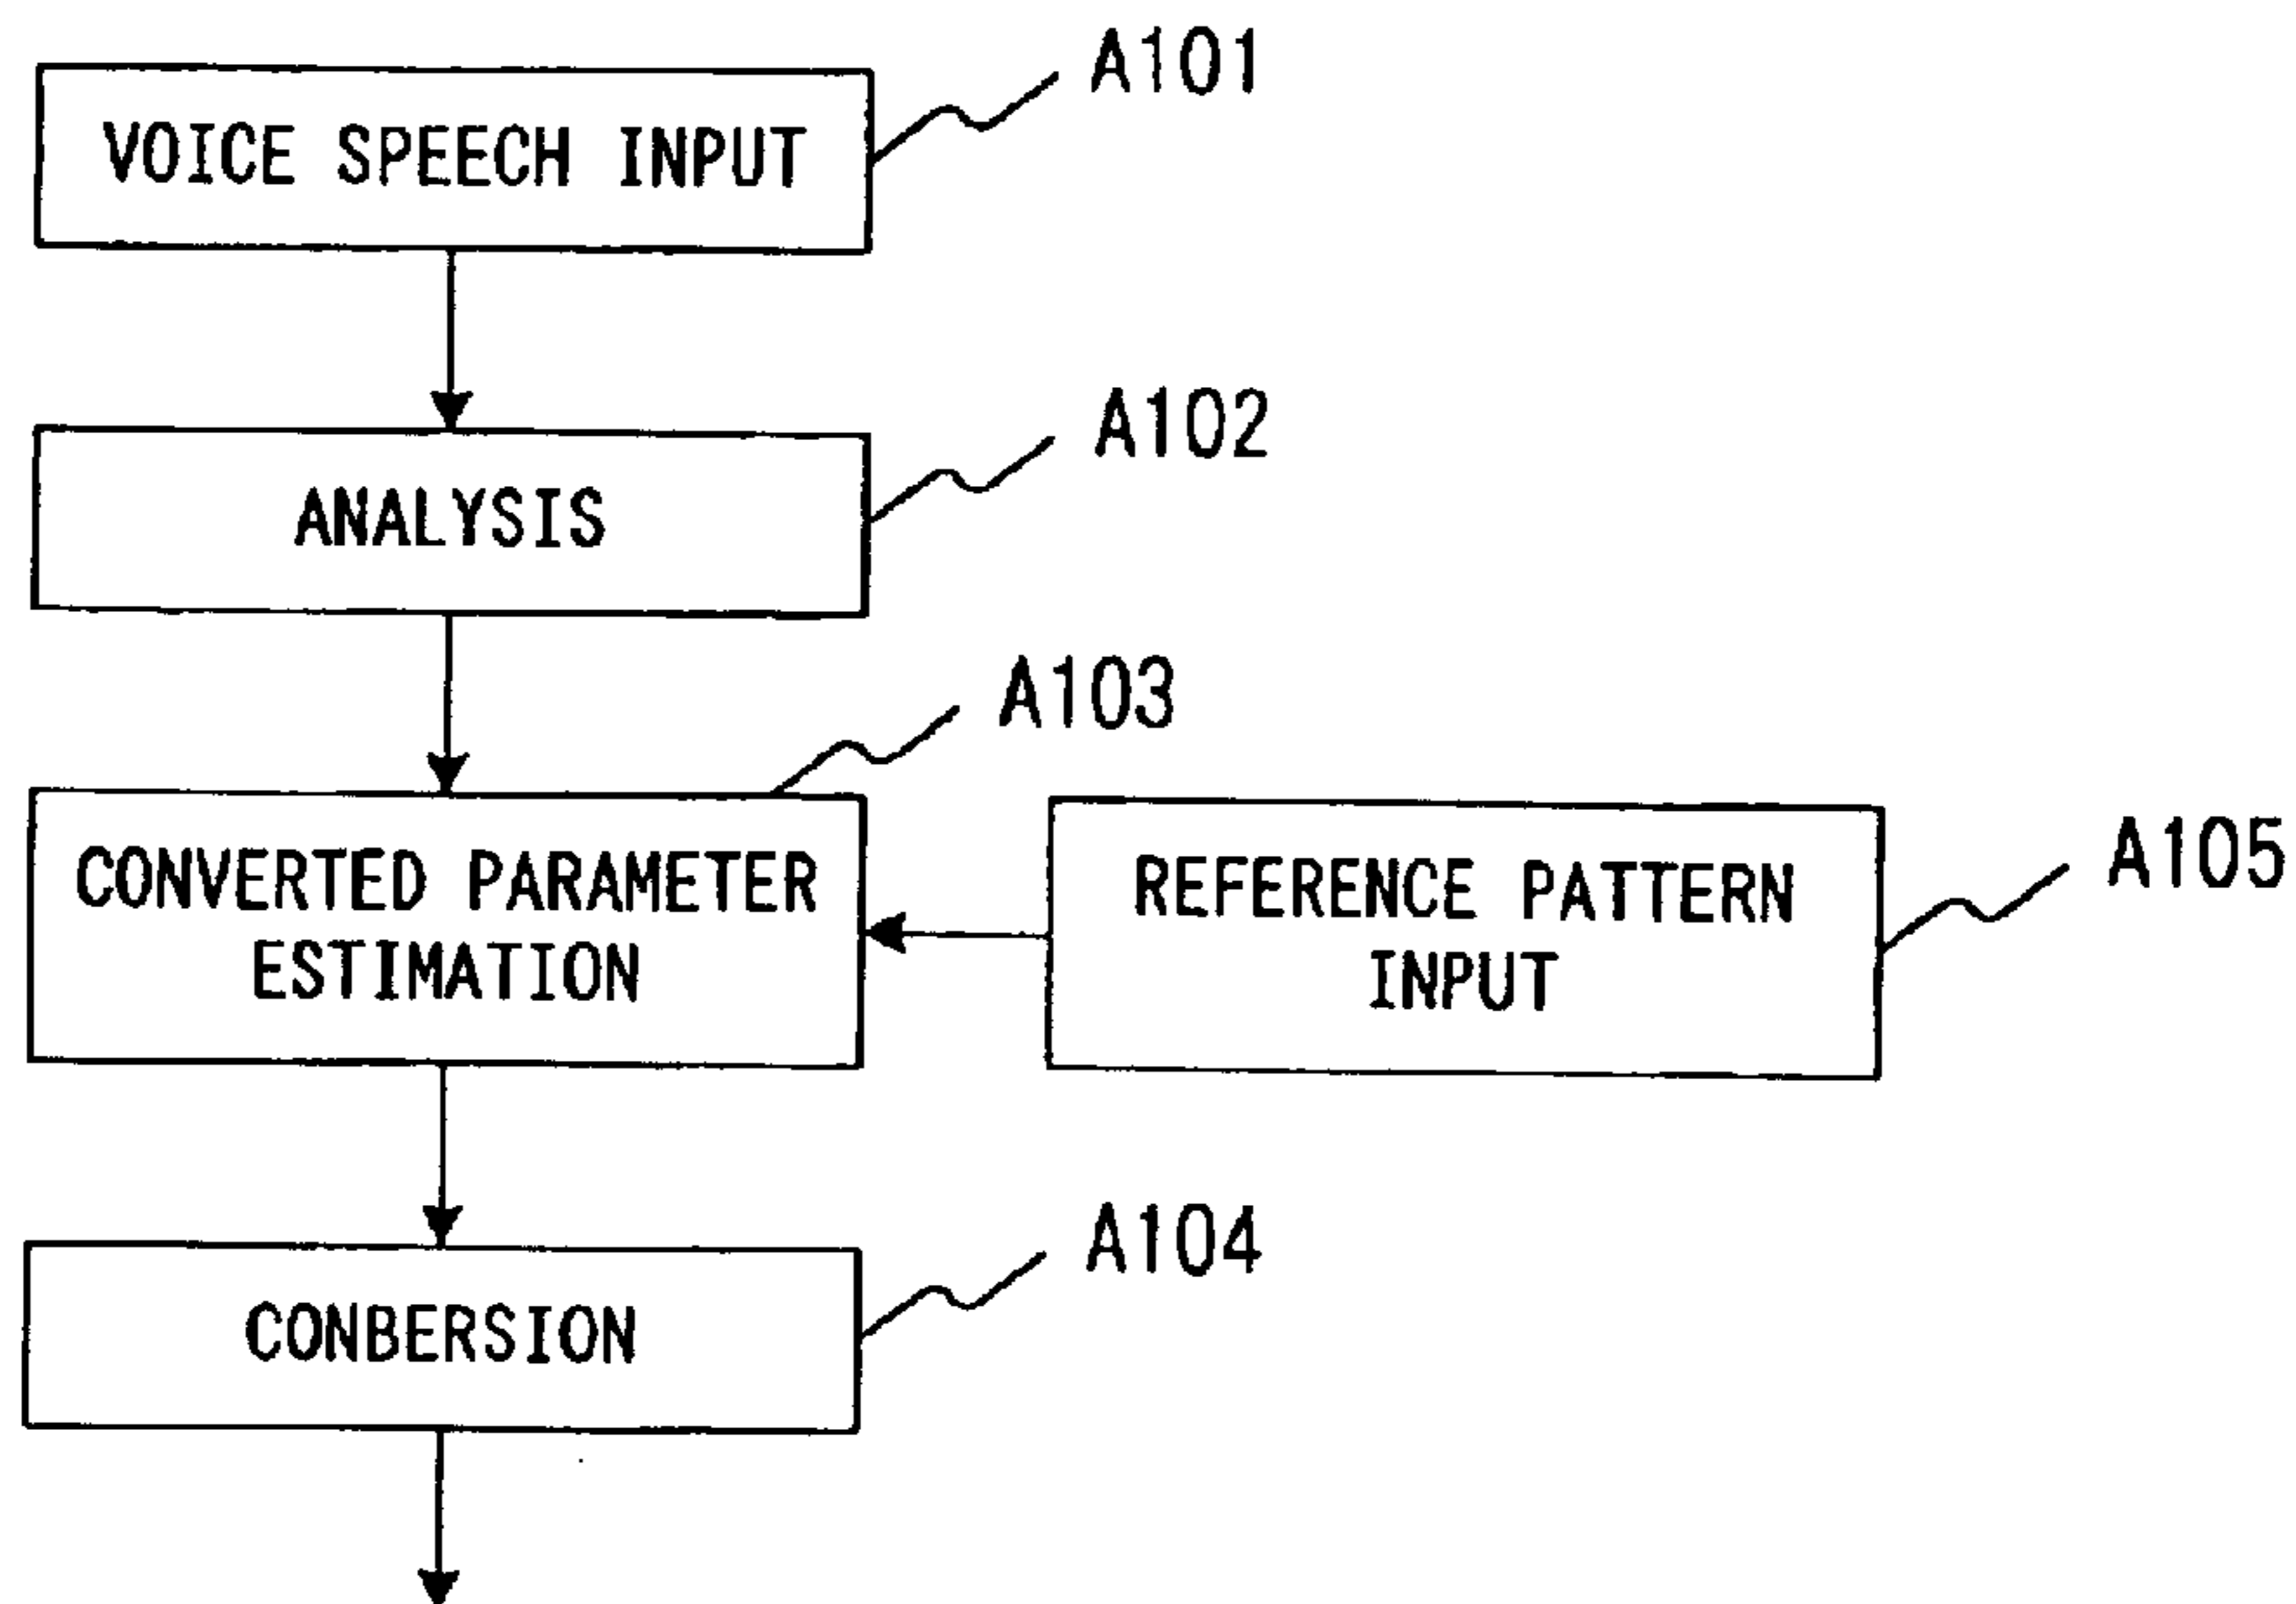 A101
VOICE SPEECH INPUT
A102
ANALYSIS
A103
CONVERTED PARAMETER
ESTIMATION
REFERENCE PATTERN
INPUT
A105
A104
CONBERSION